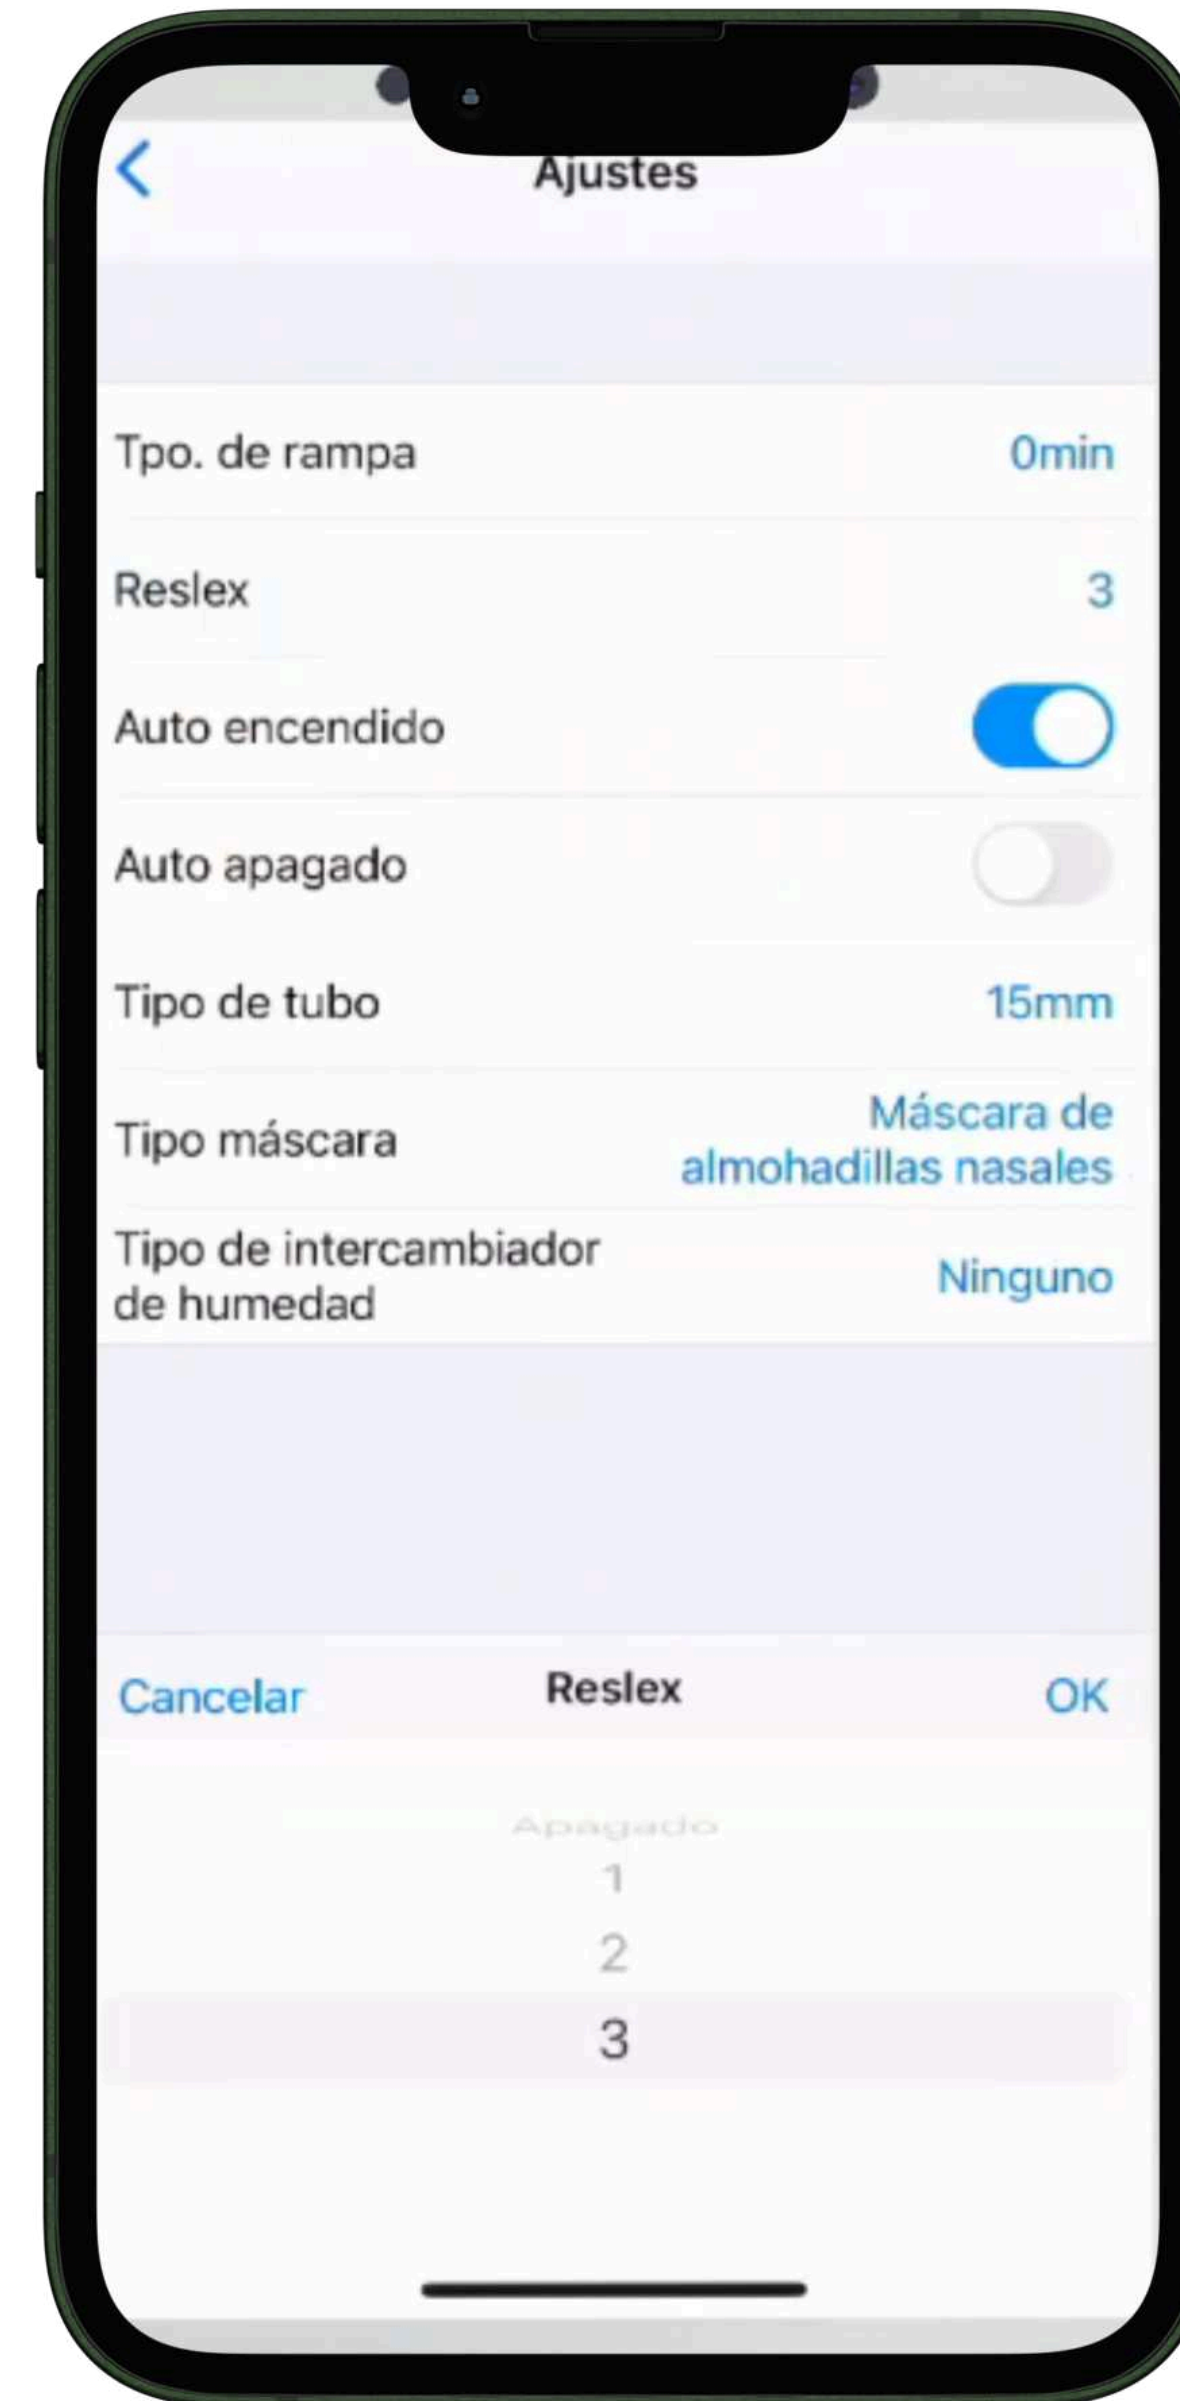 Ajustes
Tpo. de rampa
0min
Reslex
3
Auto encendido
Auto apagado
Tipo de tubo
15mm
Tipo máscara
Máscara de
almohadillas nasales
Tipo de intercambiador
de humedad
Ninguno
Cancelar
Reslex
OK
Apagado
1
2
3